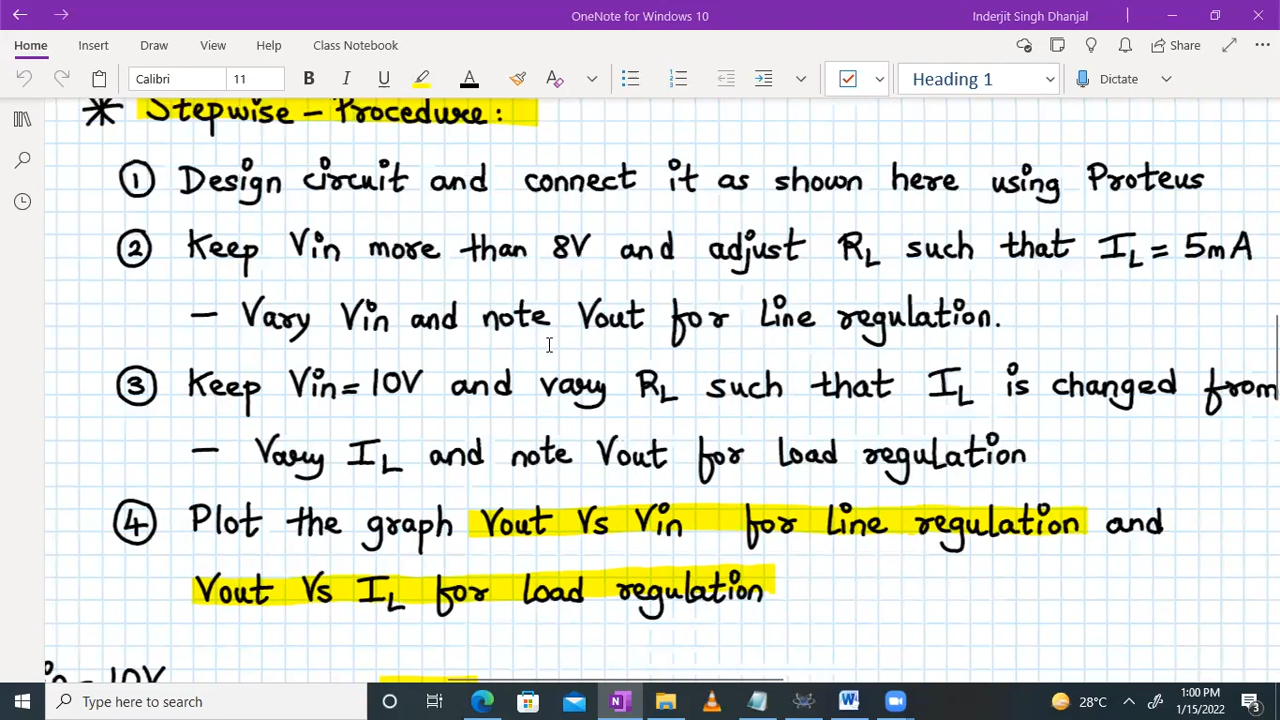 OneNote for Windows 10
Inderjit Singh Dhanjal
Home Insert Draw View Help Class Notebook
Share
Calibri 11 B I U A A Heading 1 Dictate
* Stepwise - Procedure:
① Design circuit and connect it as shown here using Proteus
② Keep Vin more than 8V and adjust RL such that IL = 5mA
- Vary Vin and note Vout for Line regulation.
③ Keep Vin = 10V and vary RL such that IL is changed from
- Vary IL and note Vout for load regulation
④ Plot the graph Vout Vs Vin for Line regulation and
Vout Vs IL for load regulation
= 10V
Type here to search
28°C
1:00 PM
1/15/2022